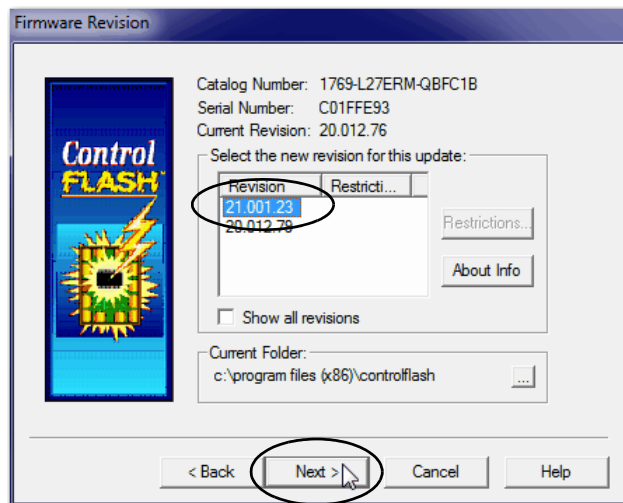 Firmware Revision
Control
FLASH
Catalog Number: 1769-L27ERM-QBFC1B
Serial Number: C01FFE93
Current Revision: 20.012.76
Select the new revision for this update:
Revision Restricti...
21.001.23
20.012.79
Restrictions...
About Info
Show all revisions
Current Folder:
c:\program files (x86)\controlflash
...
< Back Next > Cancel Help